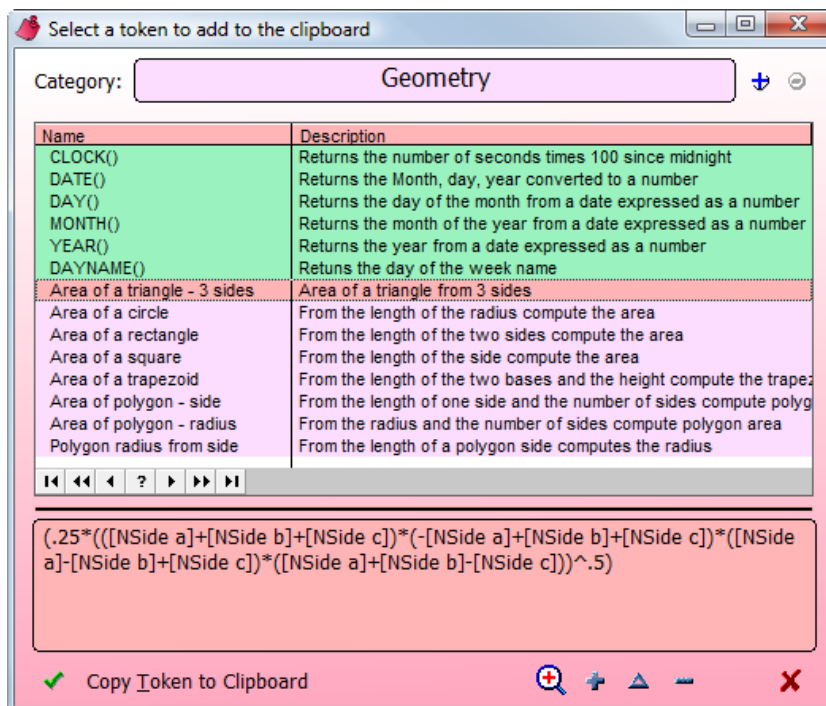 Select a token to add to the clipboard
Category: Geometry
Name Description
CLOCK() Returns the number of seconds times 100 since midnight
DATE() Returns the Month, day, year converted to a number
DAY() Returns the day of the month from a date expressed as a number
MONTH() Returns the month of the year from a date expressed as a number
YEAR() Returns the year from a date expressed as a number
DAYNAME() Retuns the day of the week name
Area of a triangle - 3 sides Area of a triangle from 3 sides
Area of a circle From the length of the radius compute the area
Area of a rectangle From the length of the two sides compute the area
Area of a square From the length of the side compute the area
Area of a trapezoid From the length of the two bases and the height compute the trapez
Area of polygon - side From the length of one side and the number of sides compute polyg
Area of polygon - radius From the radius and the number of sides compute polygon area
Polygon radius from side From the length of a polygon side computes the radius
?
(.25*(([NSide a]+[NSide b]+[NSide c])*(-[NSide a]+[NSide b]+[NSide c])*([NSide
a]-[NSide b]+[NSide c])*([NSide a]+[NSide b]-[NSide c]))^.5)
Copy Token to Clipboard